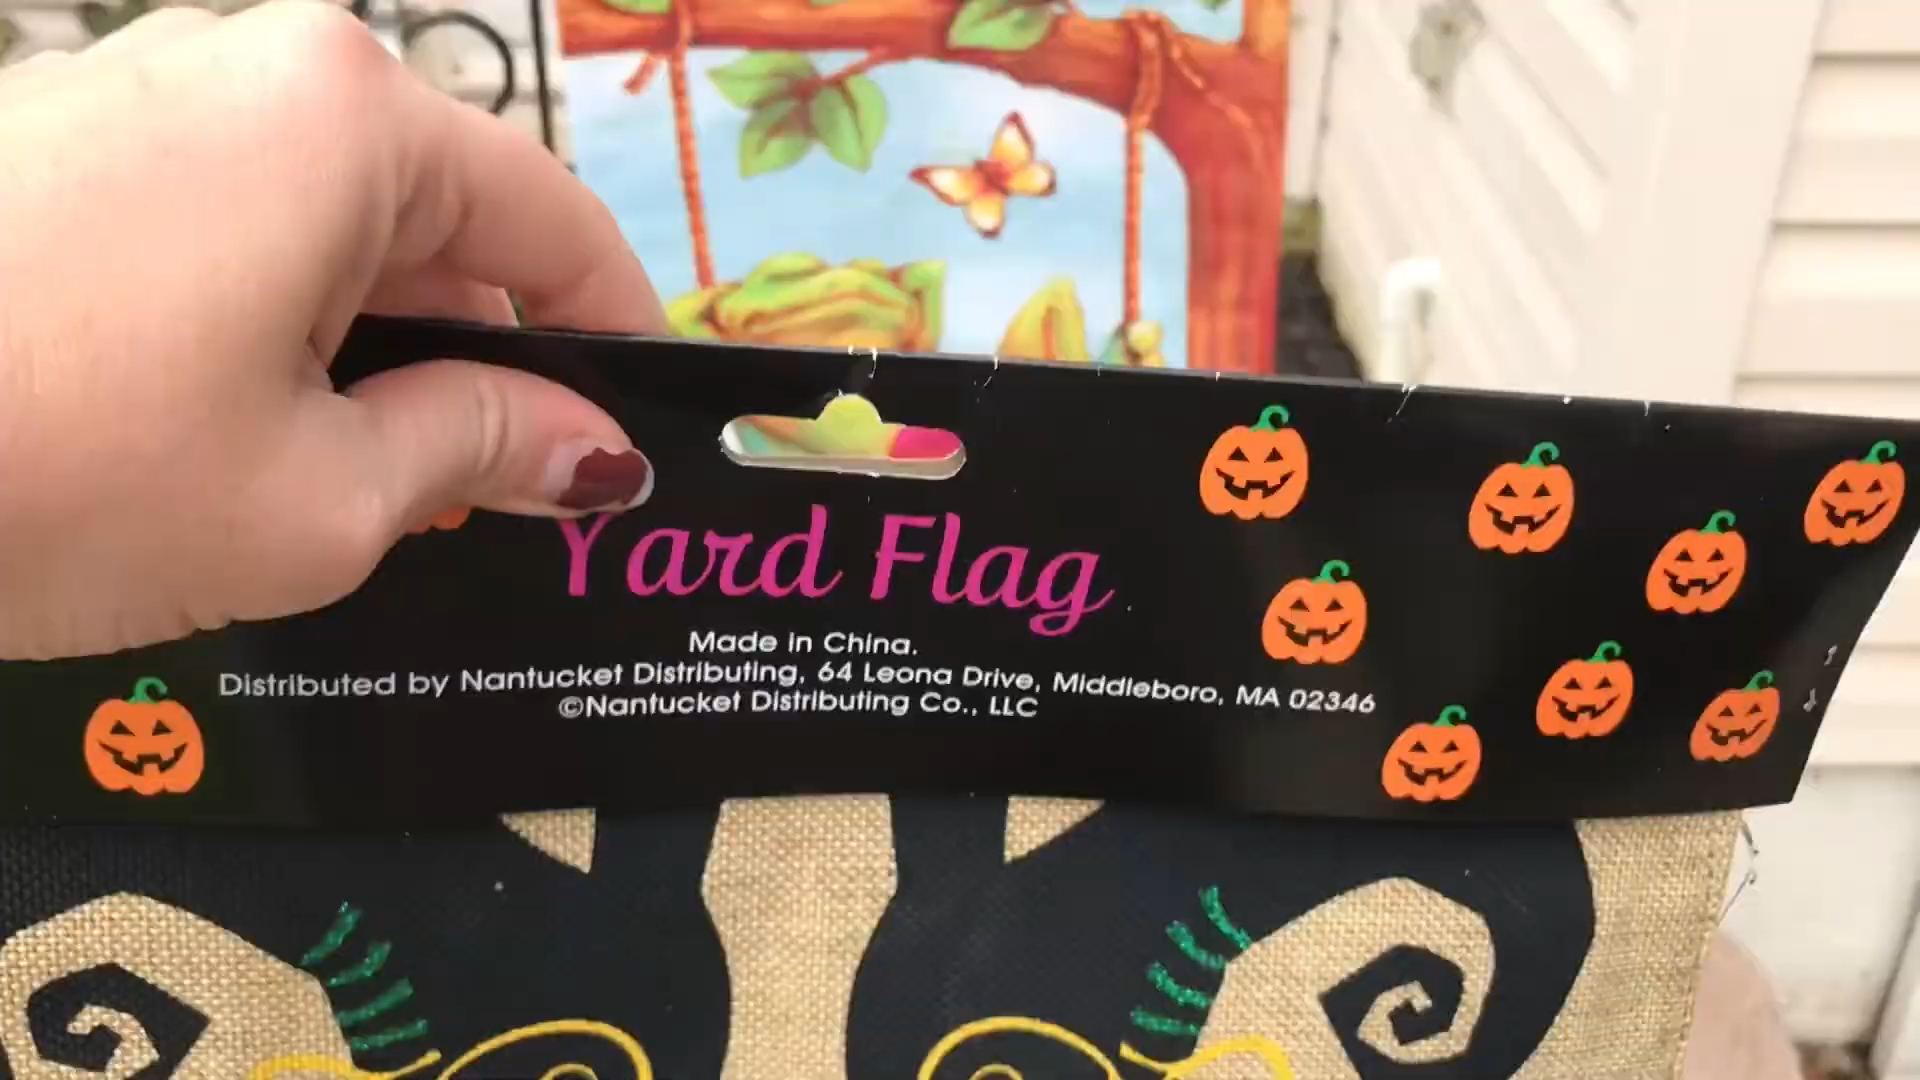 Yard Flag
Made in China.
Distributed by Nantucket Distributing, 64 Leona Drive, Middleboro, MA 02346
©Nantucket Distributing Co., LLC